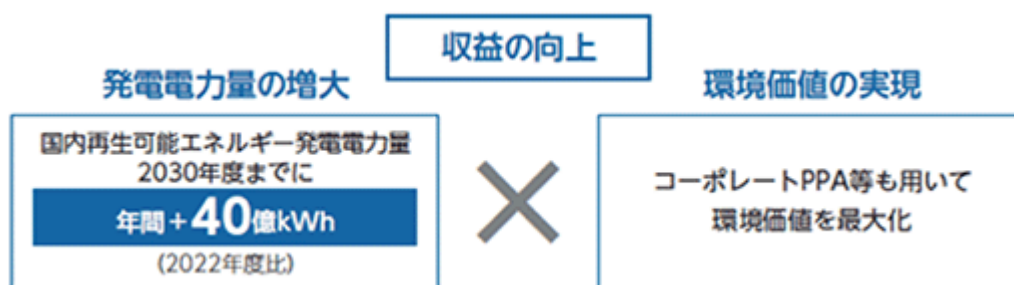 収益の向上
発電電力量の増大
国内再生可能エネルギー発電電力量
2030年度までに
年間+40億kWh
(2022年度比)
環境価値の実現
コーポレートPPA等も用いて
環境価値を最大化